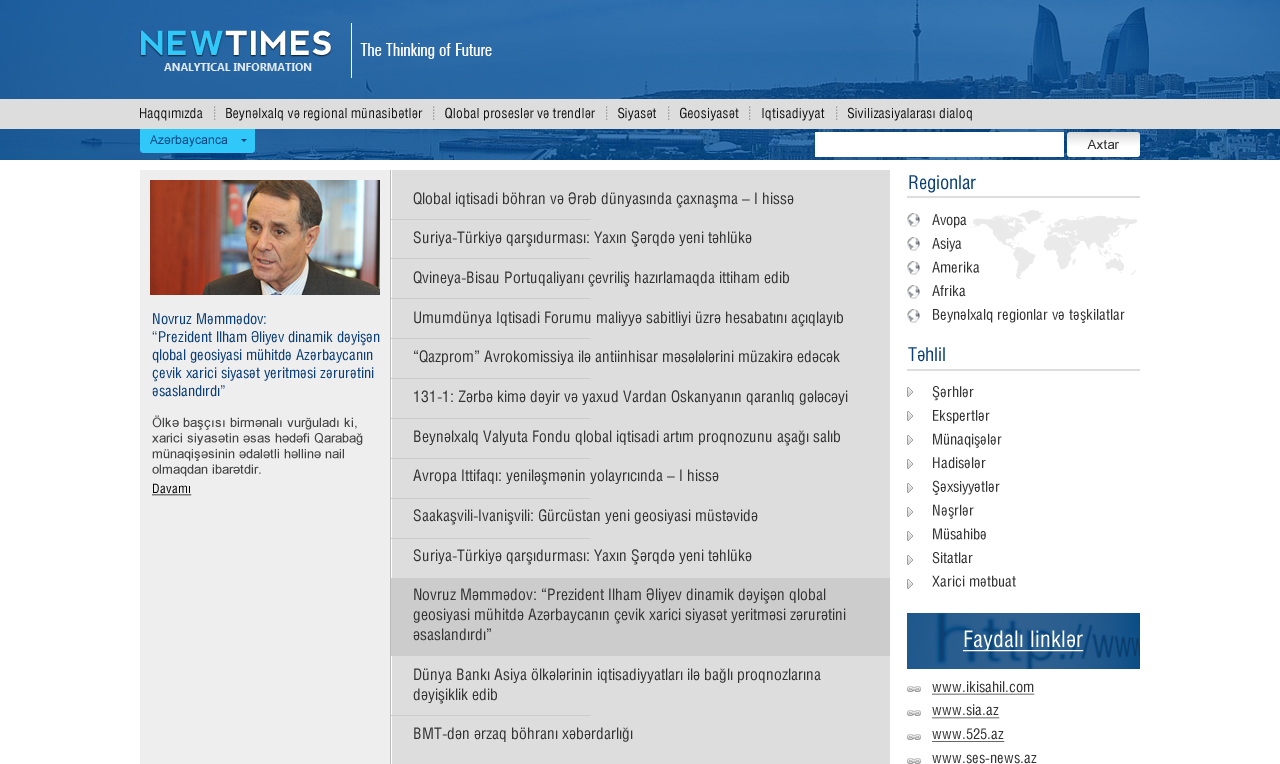 NEWTIMES
ANALYTICAL INFORMATION
The Thinking of Future
Haqqımızda
Beynəlxalq və regional münasibətlər
Qlobal proseslər və trendlər
Siyasət
Geosiyasət
Iqtisadiyyat
Sivilizasiyalarası dialoq
Azərbaycanca
Axtar
Novruz Məmmədov:
“Prezident Ilham Əliyev dinamik dəyişən
qlobal geosiyasi mühitdə Azərbaycanın
çevik xarici siyasət yeritməsi zərurətini
əsaslandırdı”
Ölkə başçısı birmənalı vurğuladı ki,
xarici siyasətin əsas hədəfi Qarabağ
münaqişəsinin ədalətli həllinə nail
olmaqdan ibarətdir.
Davamı
Qlobal iqtisadi böhran və Ərəb dünyasında çaxnaşma – I hissə
Suriya-Türkiyə qarşıdurması: Yaxın Şərqdə yeni təhlükə
Qvineya-Bisau Portuqaliyanı çevriliş hazırlamaqda ittiham edib
Umumdünya Iqtisadi Forumu maliyyə sabitliyi üzrə hesabatını açıqlayıb
“Qazprom” Avrokomissiya ilə antiinhisar məsələlərini müzakirə edəcək
131-1: Zərbə kimə dəyir və yaxud Vardan Oskanyanın qaranlıq gələcəyi
Beynəlxalq Valyuta Fondu qlobal iqtisadi artım proqnozunu aşağı salıb
Avropa Ittifaqı: yeniləşmənin yolayrıcında – I hissə
Saakaşvili-Ivanişvili: Gürcüstan yeni geosiyasi müstəvidə
Suriya-Türkiyə qarşıdurması: Yaxın Şərqdə yeni təhlükə
Novruz Məmmədov: “Prezident Ilham Əliyev dinamik dəyişən qlobal
geosiyasi mühitdə Azərbaycanın çevik xarici siyasət yeritməsi zərurətini
əsaslandırdı”
Dünya Bankı Asiya ölkələrinin iqtisadiyyatları ilə bağlı proqnozlarına
dəyişiklik edib
BMT-dən ərzaq böhranı xəbərdarlığı
Regionlar
Avopa
Asiya
Amerika
Afrika
Beynəlxalq regionlar və təşkilatlar
Təhlil
Şərhlər
Ekspertlər
Münaqişələr
Hadisələr
Şəxsiyyətlər
Nəşrlər
Müsahibə
Sitatlar
Xarici mətbuat
http://www
Faydalı linklər
www.ikisahil.com
www.sia.az
www.525.az
www.ses-news.az